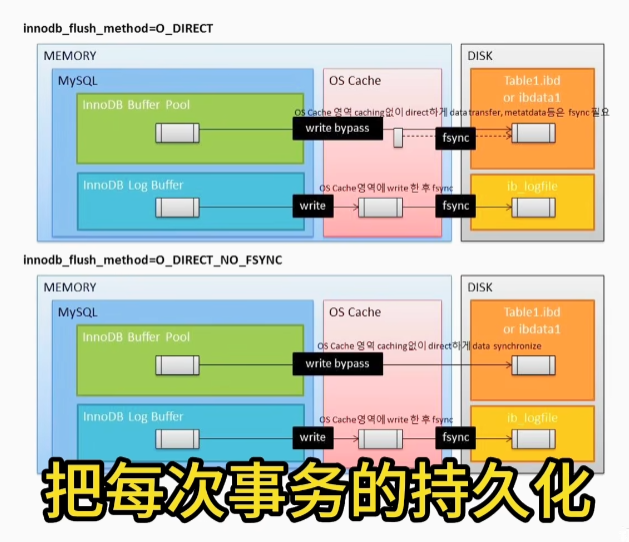 innodb_flush_method=O_DIRECT
MEMORY
DISK
MySQL
OS Cache
Table1.ibd
or ibdata1
InnoDB Buffer Pool
OS Cache 영역 caching없이 direct하게 data transfer, metatdata등은 fsync 필요
write bypass
fsync
InnoDB Log Buffer
ib_logfile
OS Cache영역에 write 한 후 fsync
write
fsync
innodb_flush_method=O_DIRECT_NO_FSYNC
MEMORY
DISK
MySQL
OS Cache
Table1.ibd
or ibdata1
InnoDB Buffer Pool
OS Cache 영역 caching없이 direct하게 data synchronize
write bypass
InnoDB Log Buffer
ib_logfile
OS Cache영역에 write 한 후 fsync
write
fsync
把每次事务的持久化